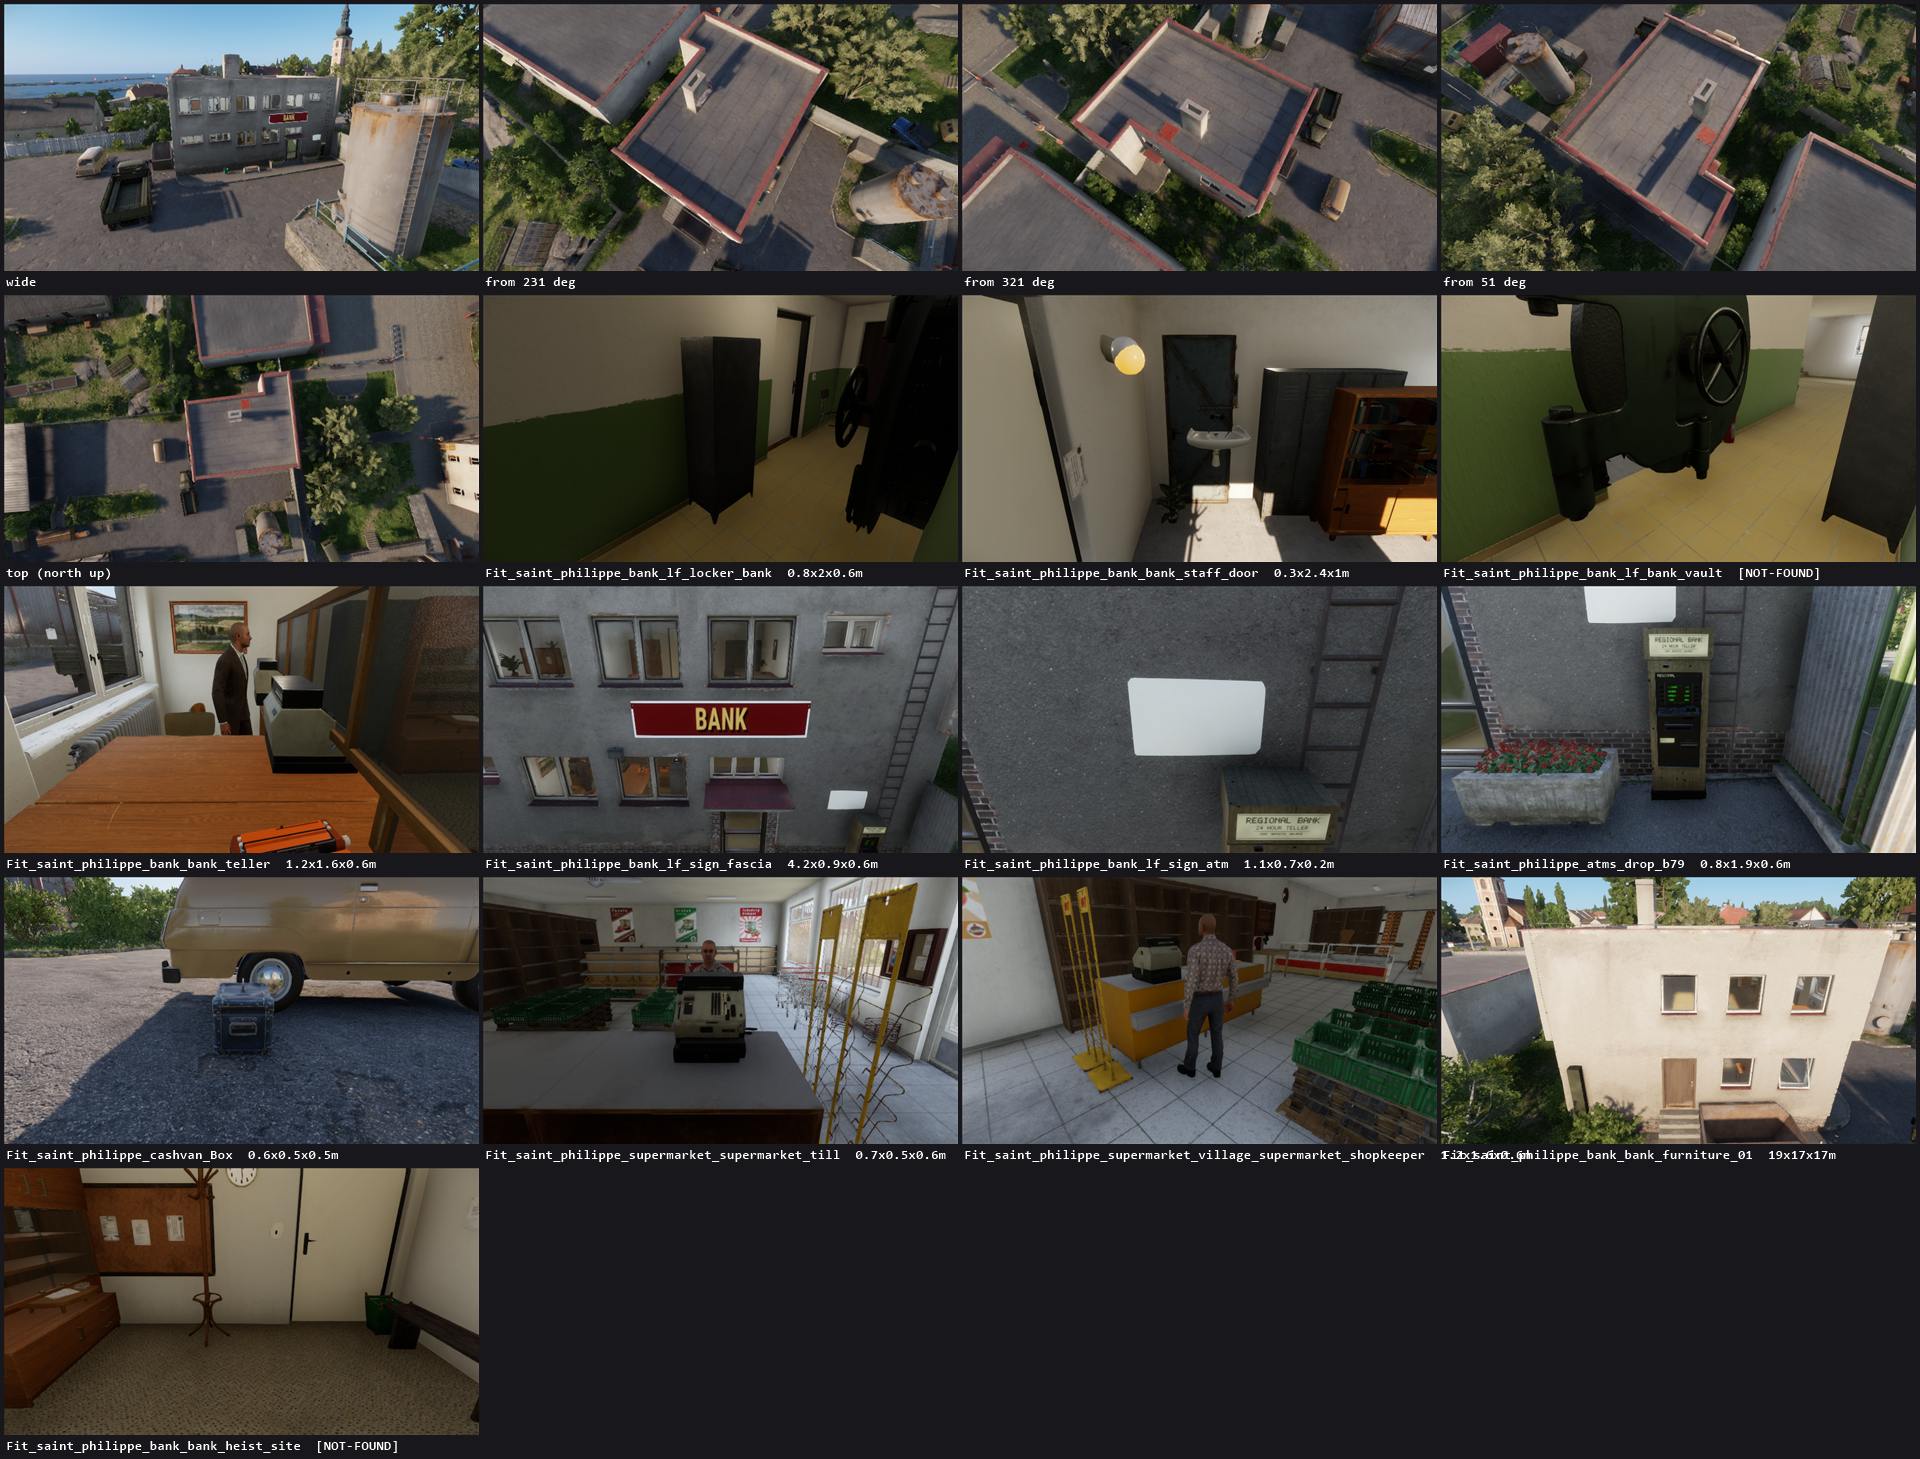 BANK
wide
from 231 deg
from 321 deg
from 51 deg
top (north up)
Fit_saint_philippe_bank_lf_locker_bank 0.8x2x0.6m
Fit_saint_philippe_bank_bank_staff_door 0.3x2.4x1m
Fit_saint_philippe_bank_lf_bank_vault [NOT-FOUND]
BANK
REGIONAL BANK
24 HOUR TELLER
REGIONAL BANK
24 HOUR TELLER
REGIONAL
Fit_saint_philippe_bank_bank_teller 1.2x1.6x0.6m
Fit_saint_philippe_bank_lf_sign_fascia 4.2x0.9x0.6m
Fit_saint_philippe_bank_lf_sign_atm 1.1x0.7x0.2m
Fit_saint_philippe_atms_drop_b79 0.8x1.9x0.6m
Fit_saint_philippe_cashvan_Box 0.6x0.5x0.5m
Fit_saint_philippe_supermarket_supermarket_till 0.7x0.5x0.6m
Fit_saint_philippe_supermarket_village_supermarket_shopkeeper
Fit_saint_philippe_bank_bank_furniture_01 19x17x17m
Fit_saint_philippe_bank_bank_heist_site [NOT-FOUND]